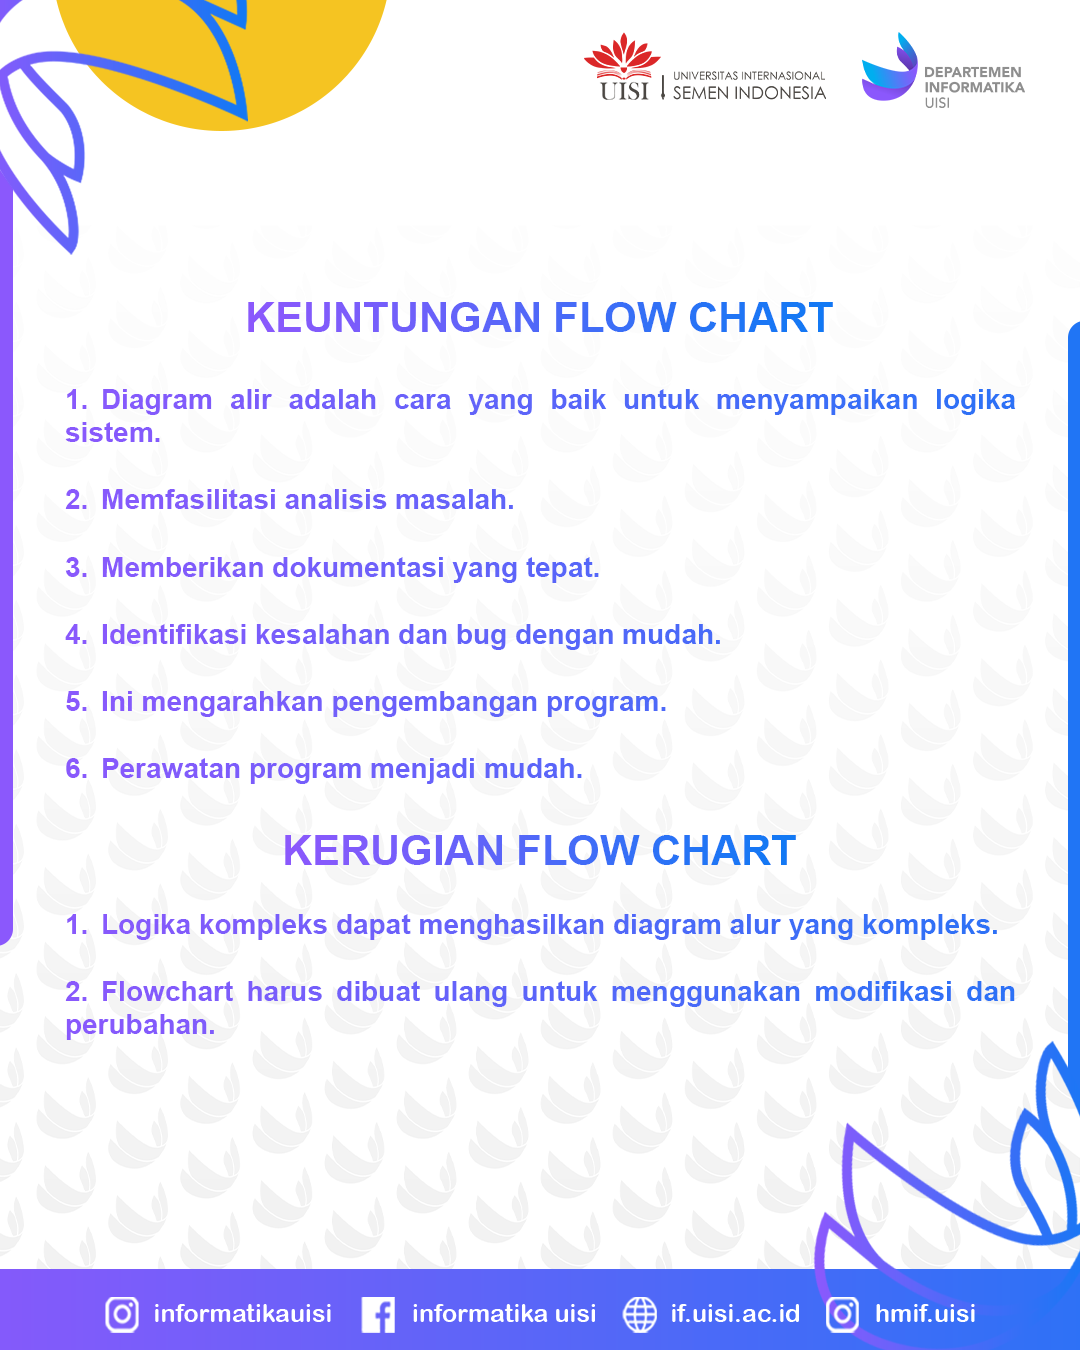 UISI
UNIVERSITAS INTERNASIONAL
SEMEN INDONESIA
DEPARTEMEN
INFORMATIKA
UISI
KEUNTUNGAN FLOW CHART
1. Diagram alir adalah cara yang baik untuk menyampaikan logika
sistem.
2. Memfasilitasi analisis masalah.
3. Memberikan dokumentasi yang tepat.
4. Identifikasi kesalahan dan bug dengan mudah.
5. Ini mengarahkan pengembangan program.
6. Perawatan program menjadi mudah.
KERUGIAN FLOW CHART
1. Logika kompleks dapat menghasilkan diagram alur yang kompleks.
2. Flowchart harus dibuat ulang untuk menggunakan modifikasi dan
perubahan.
informatikauisi informatika uisi if.uisi.ac.id hmif.uisi